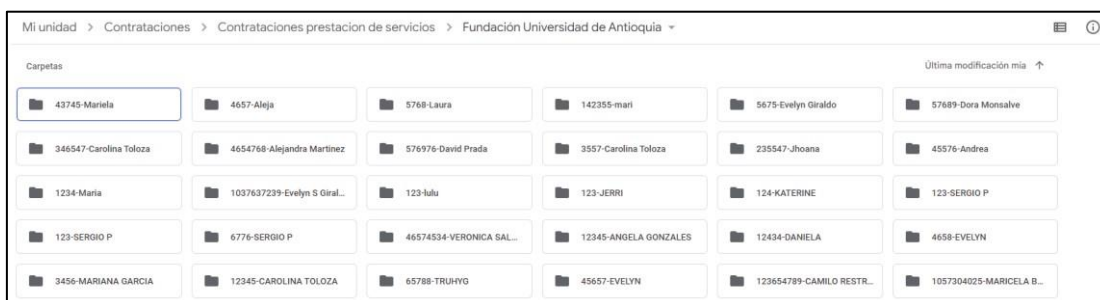 Mi unidad > Contrataciones > Contrataciones prestacion de servicios > Fundación Universidad de Antioquia
Carpetas Última modificación mía ↑
43745-Mariela 4657-Aleja 5768-Laura 142355-mari 5675-Evelyn Giraldo 57689-Dora Monsalve
346547-Carolina Toloza 4654768-Alejandra Martinez 576976-David Prada 3557-Carolina Toloza 235547-Jhoana 45576-Andrea
1234-Maria 1037637239-Evelyn S Giral... 123-lulu 123-JERRI 124-KATERINE 123-SERGIO P
123-SERGIO P 6776-SERGIO P 46574534-VERONICA SAL... 12345-ANGELA GONZALES 12434-DANIELA 4658-EVELYN
3456-MARIANA GARCIA 12345-CAROLINA TOLOZA 65788-TRUHYG 45657-EVELYN 123654789-CAMILO RESTR... 1057304025-MARICELA B...